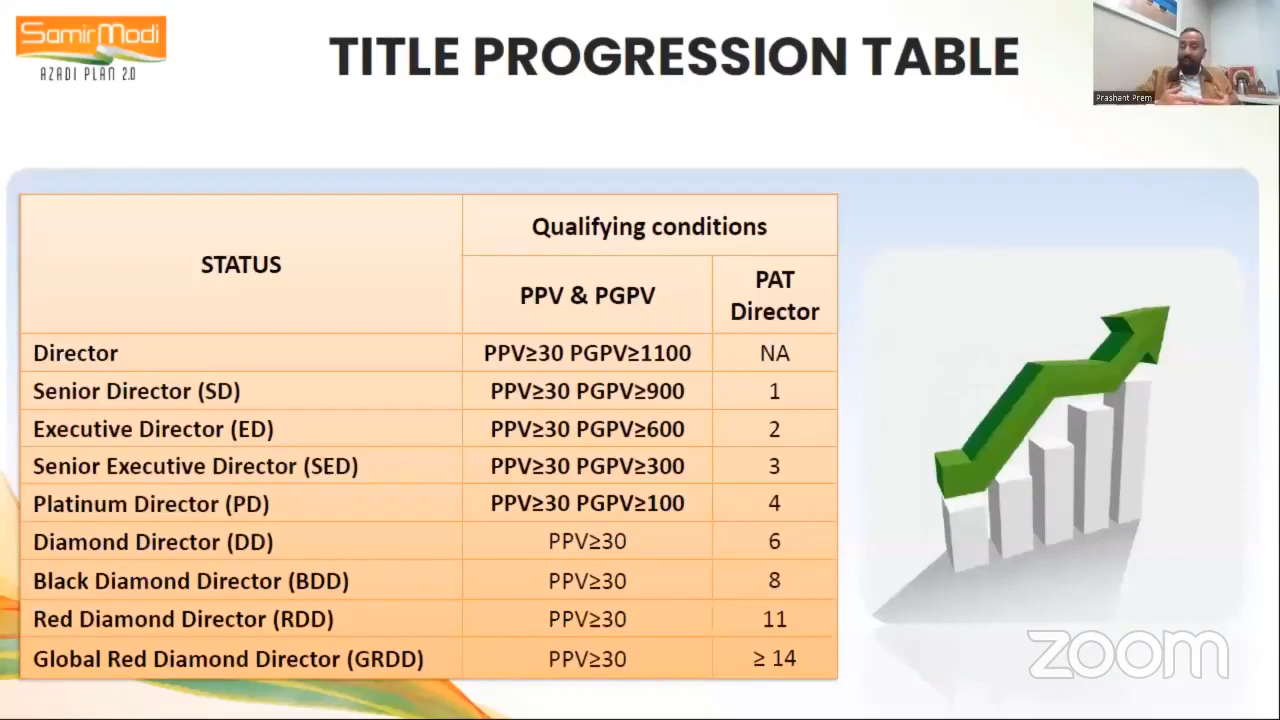 SamirModi
AZADI PLAN 2.0
TITLE PROGRESSION TABLE
Prashant Prem
STATUS
Qualifying conditions
PPV & PGPV
PAT
Director
Director PPV≥30 PGPV≥1100 NA
Senior Director (SD) PPV≥30 PGPV≥900 1
Executive Director (ED) PPV≥30 PGPV≥600 2
Senior Executive Director (SED) PPV≥30 PGPV≥300 3
Platinum Director (PD) PPV≥30 PGPV≥100 4
Diamond Director (DD) PPV≥30 6
Black Diamond Director (BDD) PPV≥30 8
Red Diamond Director (RDD) PPV≥30 11
Global Red Diamond Director (GRDD) PPV≥30 ≥ 14
zoom